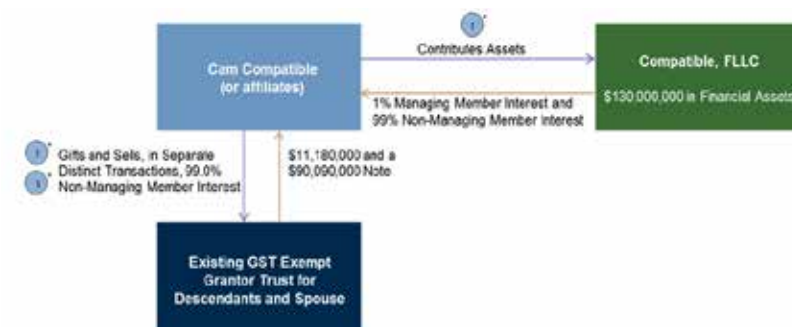 Contributes Assets
Cam Compatible
(or affiliates)
Compatible, FLLC
$130,000,000 in Financial Assets
1% Managing Member Interest and
99% Non-Managing Member Interest
Gifts and Sells, in Separate
Distinct Transactions, 99.0%
Non-Managing Member Interest
$11,180,000 and a
$90,090,000 Note
Existing GST Exempt
Grantor Trust for
Descendants and Spouse